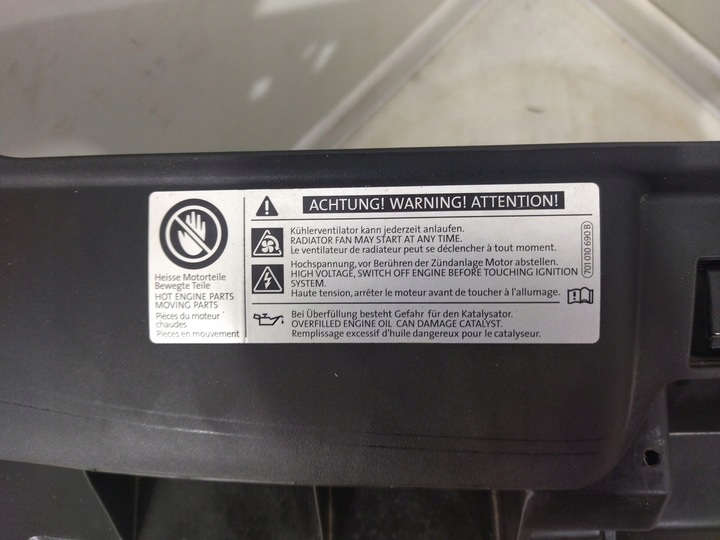 ACHTUNG! WARNING! ATTENTION!
Kühlerventilator kann jederzeit anlaufen.
RADIATOR FAN MAY START AT ANY TIME.
Le ventilateur de radiateur peut se déclencher à tout moment.
Hochspannung, vor Berühren der Zündanlage Motor abstellen.
HIGH VOLTAGE, SWITCH OFF ENGINE BEFORE TOUCHING IGNITION
SYSTEM.
Haute tension, arrêter le moteur avant de toucher à l'allumage.
Bei Überfüllung besteht Gefahr für den Katalysator.
OVERFILLED ENGINE OIL CAN DAMAGE CATALYST.
Remplissage excessif d'huile dangereux pour le catalyseur.
Heisse Motorteile
Bewegte Teile
HOT ENGINE PARTS
MOVING PARTS
Pièces du moteur
chaudes
Pièces en mouvement
701 010 690 B